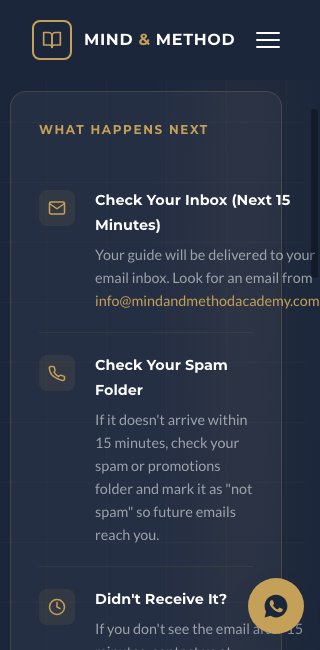 MIND & METHOD
WHAT HAPPENS NEXT
Check Your Inbox (Next 15
Minutes)
Your guide will be delivered to your
email inbox. Look for an email from
info@mindandmethodacademy.com
Check Your Spam
Folder
If it doesn't arrive within
15 minutes, check your
spam or promotions
folder and mark it as "not
spam" so future emails
reach you.
Didn't Receive It?
If you don't see the email 15